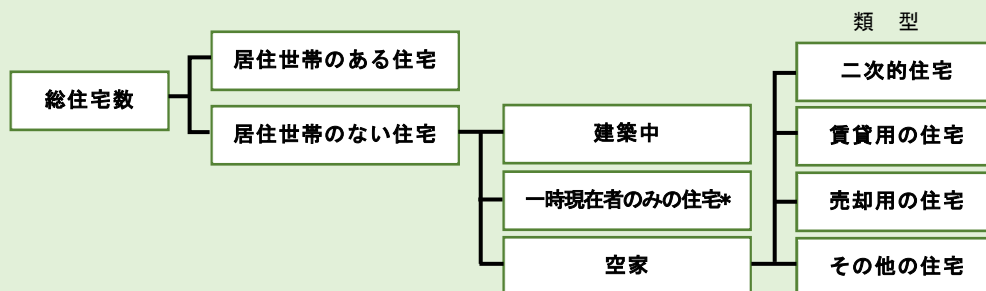 類　型
総住宅数
居住世帯のある住宅
居住世帯のない住宅
建築中
一時現在者のみの住宅*
空家
二次的住宅
賃貸用の住宅
売却用の住宅
その他の住宅